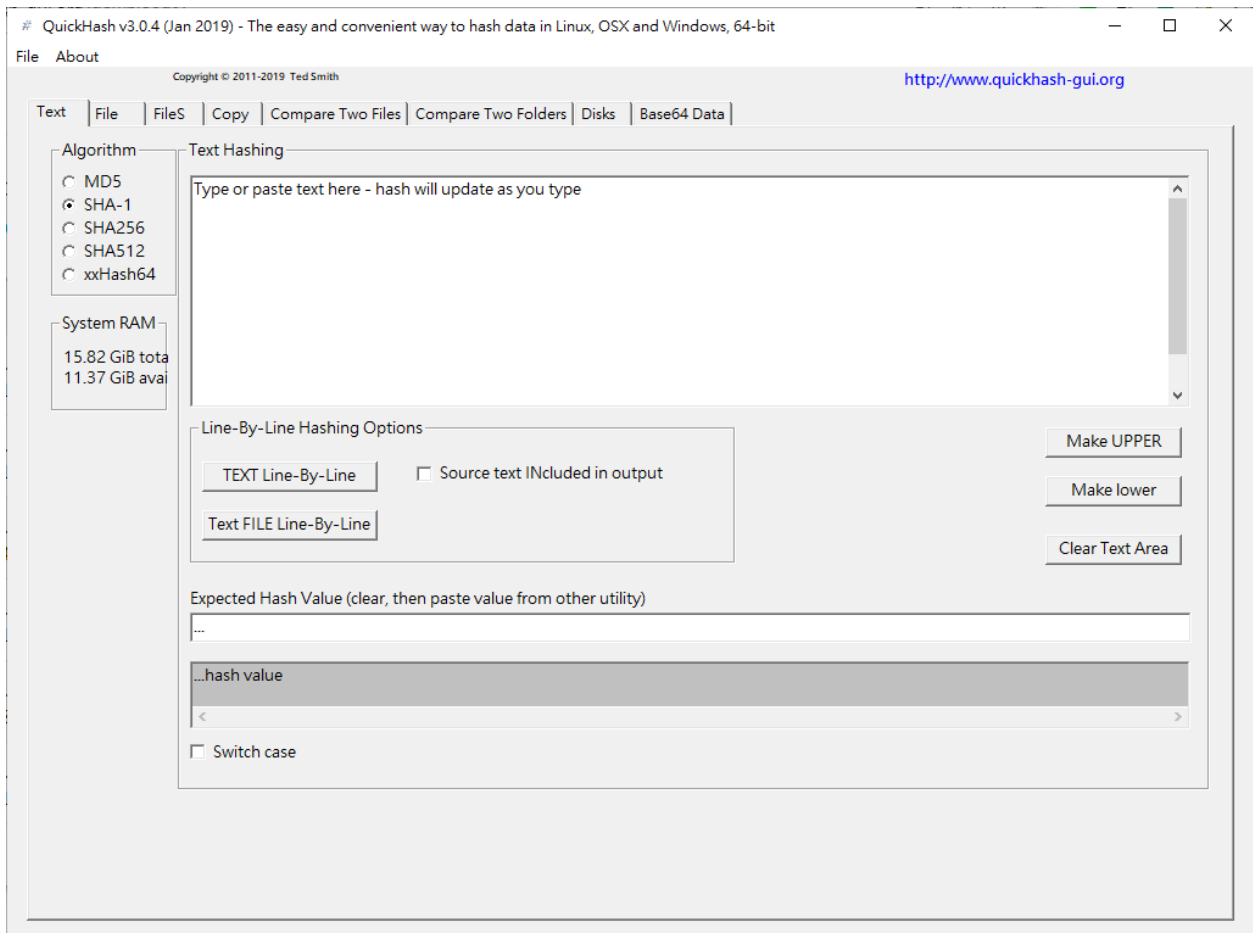 # QuickHash v3.0.4 (Jan 2019) - The easy and convenient way to hash data in Linux, OSX and Windows, 64-bit
File About
Copyright © 2011-2019 Ted Smith
http://www.quickhash-gui.org
Text File FileS Copy Compare Two Files Compare Two Folders Disks Base64 Data
Algorithm
MD5
SHA-1
SHA256
SHA512
xxHash64
System RAM
15.82 GiB tota
11.37 GiB avai
Text Hashing
Type or paste text here - hash will update as you type
Line-By-Line Hashing Options
TEXT Line-By-Line
Source text INcluded in output
Text FILE Line-By-Line
Make UPPER
Make lower
Clear Text Area
Expected Hash Value (clear, then paste value from other utility)
...
...hash value
Switch case